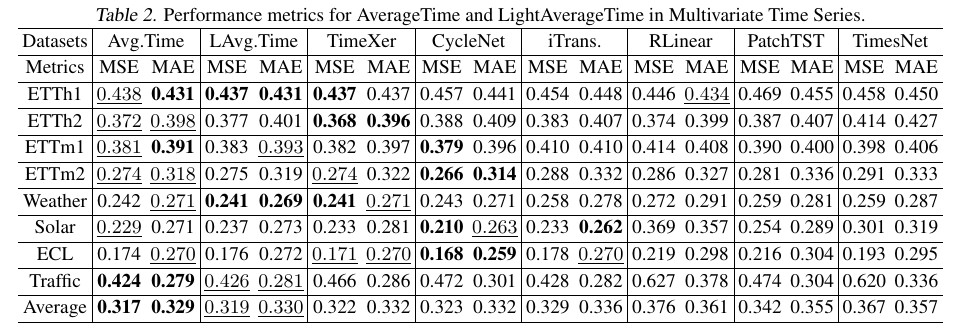 Table 2. Performance metrics for AverageTime and LightAverageTime in Multivariate Time Series.
Datasets Avg.Time LAvg.Time TimeXer CycleNet iTrans. RLinear PatchTST TimesNet
Metrics MSE MAE MSE MAE MSE MAE MSE MAE MSE MAE MSE MAE MSE MAE MSE MAE
ETTh1 0.438 0.431 0.437 0.431 0.437 0.437 0.457 0.441 0.454 0.448 0.446 0.434 0.469 0.455 0.458 0.450
ETTh2 0.372 0.398 0.377 0.401 0.368 0.396 0.388 0.409 0.383 0.407 0.374 0.399 0.387 0.407 0.414 0.427
ETTm1 0.381 0.391 0.383 0.393 0.382 0.397 0.379 0.396 0.410 0.410 0.414 0.408 0.390 0.400 0.398 0.406
ETTm2 0.274 0.318 0.275 0.319 0.274 0.322 0.266 0.314 0.288 0.332 0.286 0.327 0.281 0.336 0.291 0.333
Weather 0.242 0.271 0.241 0.269 0.241 0.271 0.243 0.271 0.258 0.278 0.272 0.291 0.259 0.281 0.259 0.287
Solar 0.229 0.271 0.237 0.273 0.233 0.281 0.210 0.263 0.233 0.262 0.369 0.357 0.254 0.289 0.301 0.319
ECL 0.174 0.270 0.176 0.272 0.171 0.270 0.168 0.259 0.178 0.270 0.219 0.298 0.216 0.304 0.193 0.295
Traffic 0.424 0.279 0.426 0.281 0.466 0.286 0.472 0.301 0.428 0.282 0.627 0.378 0.474 0.304 0.620 0.336
Average 0.317 0.329 0.319 0.330 0.322 0.332 0.323 0.332 0.329 0.336 0.376 0.361 0.342 0.355 0.367 0.357